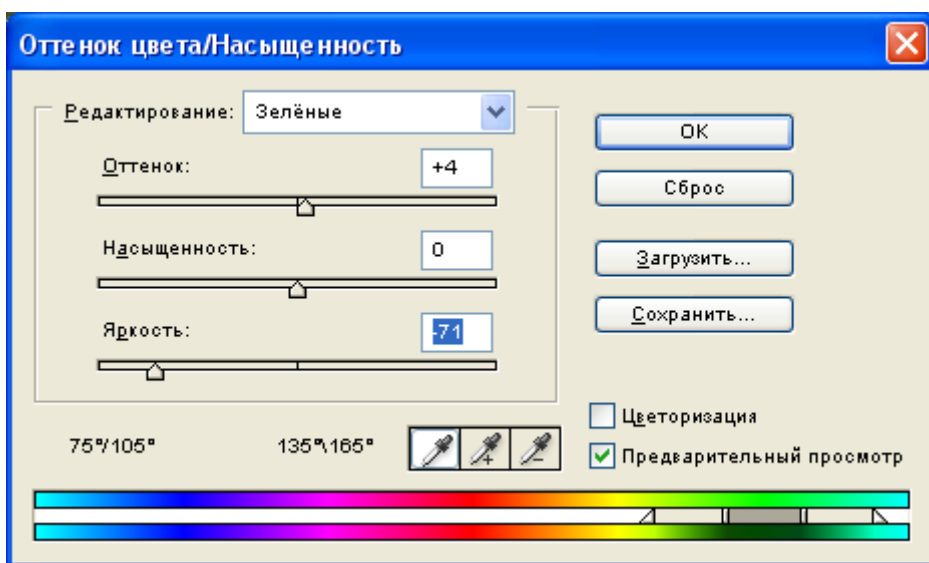 Оттенок цвета/Насыщенность
Редактирование: Зелёные
Оттенок: +4
Насыщенность: 0
Яркость: -71
OK
Сброс
Загрузить...
Сохранить...
75°/105° 135°\165°
Цветоризация
Предварительный просмотр